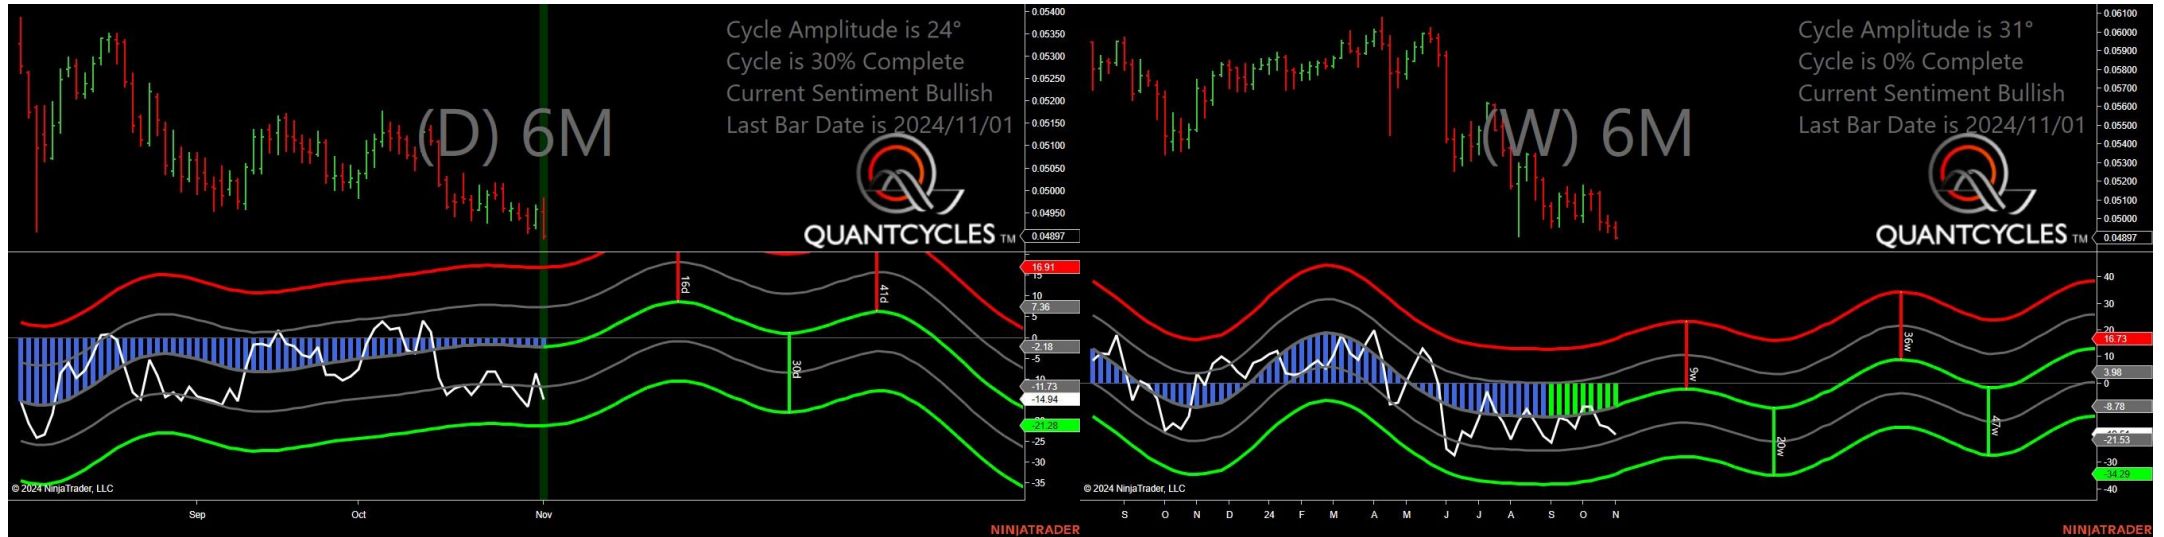 Cycle Amplitude is 24°
Cycle is 30% Complete
Current Sentiment Bullish
Last Bar Date is 2024/11/01
(D) 6M
QUANTCYCLES TM
0.05400
0.05350
0.05300
0.05250
0.05200
0.05150
0.05100
0.05050
0.05000
0.04950
0.04897
16d
30d
41d
16.91
15
10
7.36
5
0
-2.18
-5
-10
-11.73
-14.94
-21.28
-25
-30
-35
© 2024 NinjaTrader, LLC
Sep Oct Nov
NINJATRADER
Cycle Amplitude is 31°
Cycle is 0% Complete
Current Sentiment Bullish
Last Bar Date is 2024/11/01
(W) 6M
QUANTCYCLES TM
0.06100
0.06000
0.05900
0.05800
0.05700
0.05600
0.05500
0.05400
0.05300
0.05200
0.05100
0.05000
0.04897
9w
20w
36w
47w
40
30
20
16.73
10
3.98
0
-8.78
-21.53
-30
-34.29
-40
© 2024 NinjaTrader, LLC
S O N D 24 F M A M J J A S O N
NINJATRADER